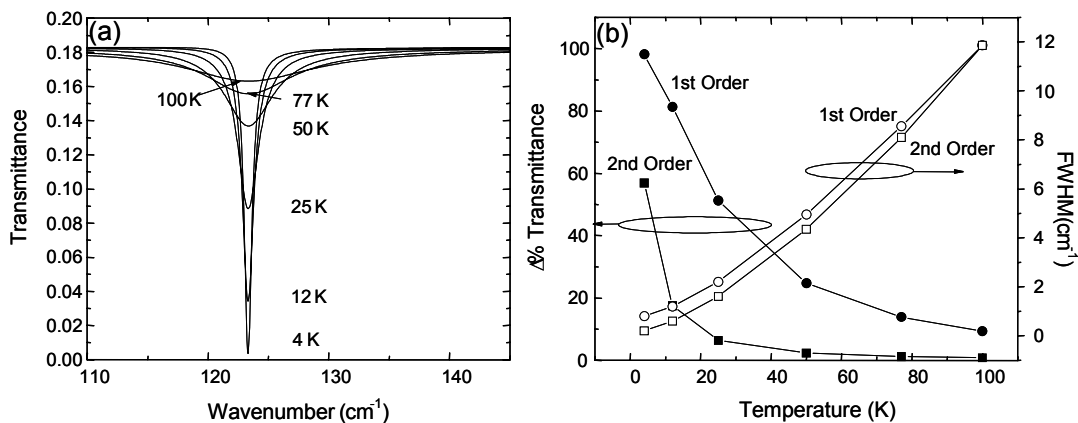 (a)
0.20
0.18
0.16
0.14
0.12
0.10
0.08
0.06
0.04
0.02
0.00
Transmittance
100 K
77 K
50 K
25 K
12 K
4 K
110
120
130
140
Wavenumber (cm-1)
(b)
100
80
60
40
20
0
Δ% Transmittance
1st Order
2nd Order
1st Order
2nd Order
12
10
8
6
4
2
0
FWHM(cm-1)
0
20
40
60
80
100
Temperature (K)